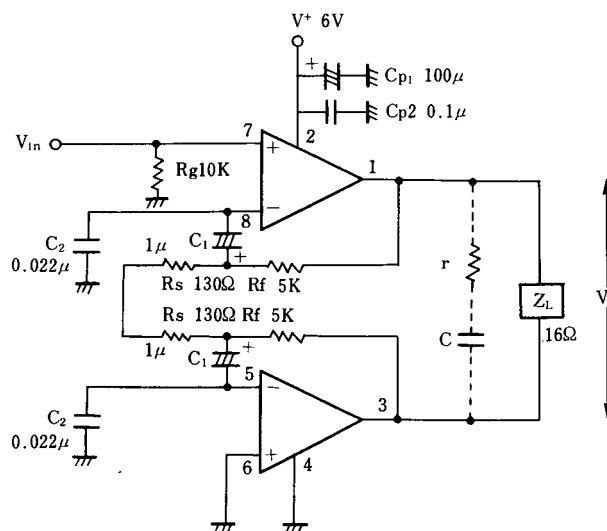 V⁺ 6V
+
Cp₁ 100μ
Cp2 0.1μ
2
Vin
7
+
Rg10K
1
−
8
C₂
0.022μ
C₁
+
1μ
Rs 130Ω Rf 5K
r
Z_L
V
16Ω
Rs 130Ω Rf 5K
1μ
C₁
+
C
5
−
C₂
0.022μ
3
+
6
4